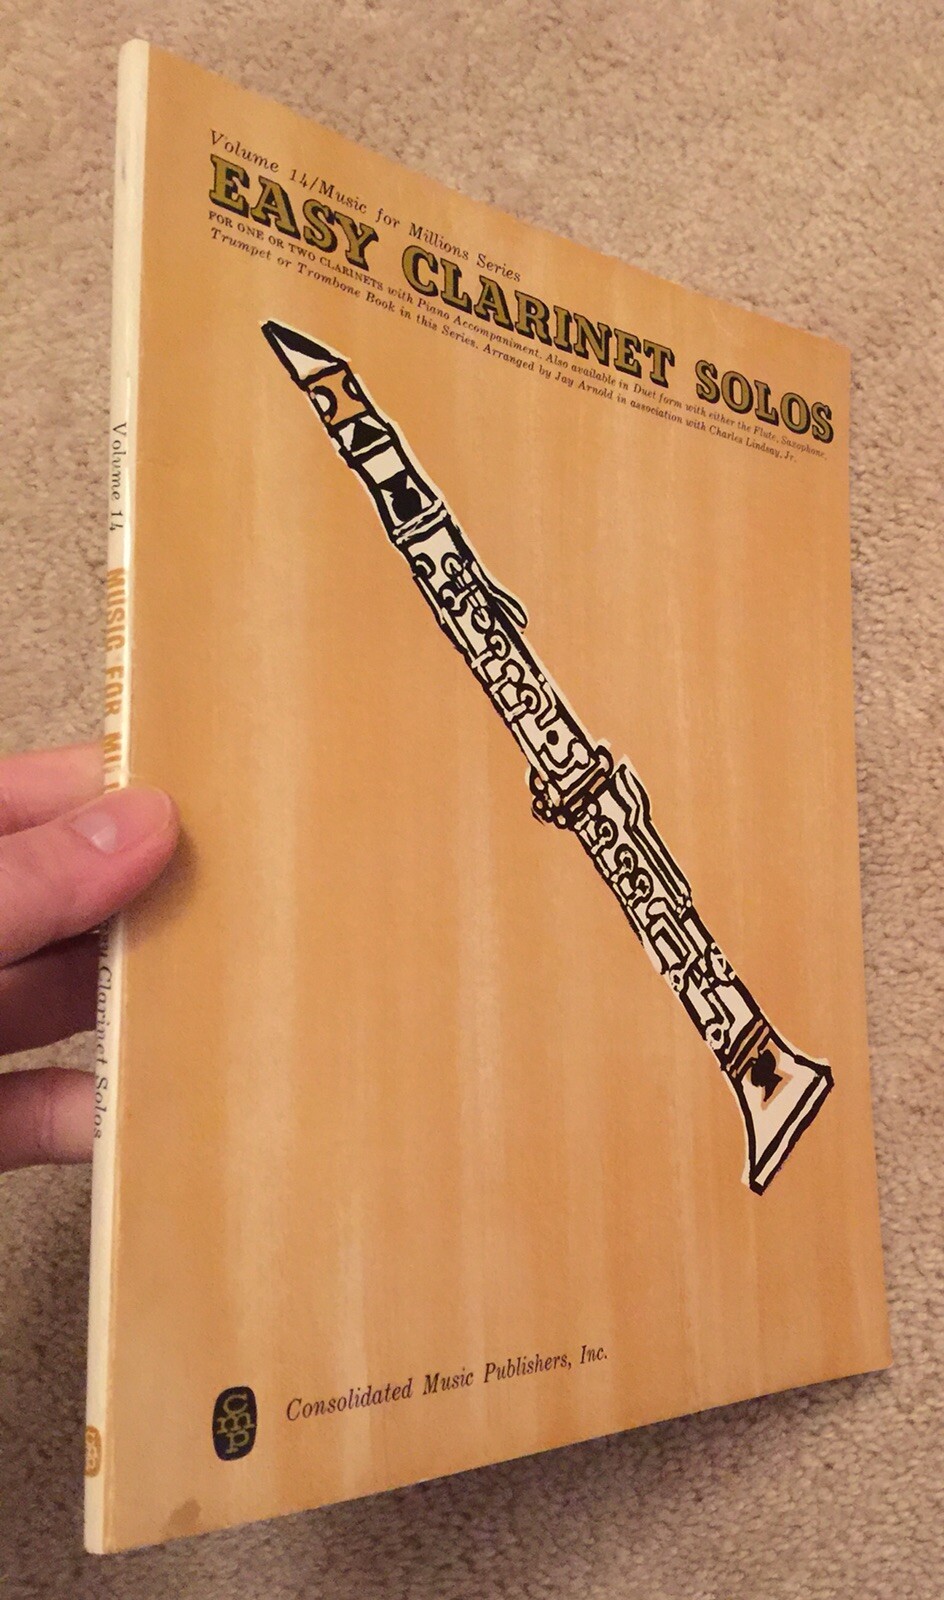 Volume 14/Music for Millions Series
EASY CLARINET SOLOS
FOR ONE OR TWO CLARINETS with Piano Accompaniment. Also available in Duet form with either the Flute, Saxophone,
Trumpet or Trombone Book in this Series. Arranged by Jay Arnold in association with Charles Lindsay, Jr.
Volume 14 MUSIC FOR
Clarinet Solos
cmp
Consolidated Music Publishers, Inc.
cmp